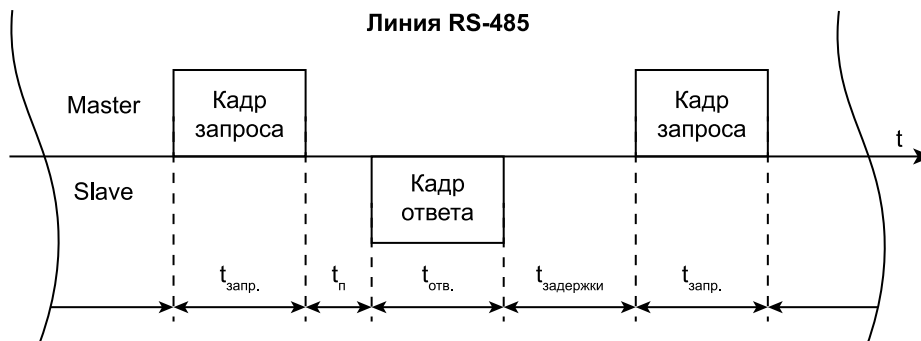 Линия RS-485
Master
Кадр
запроса
Кадр
запроса
t
Slave
Кадр
ответа
tзапр.
tп
tотв.
tзадержки
tзапр.